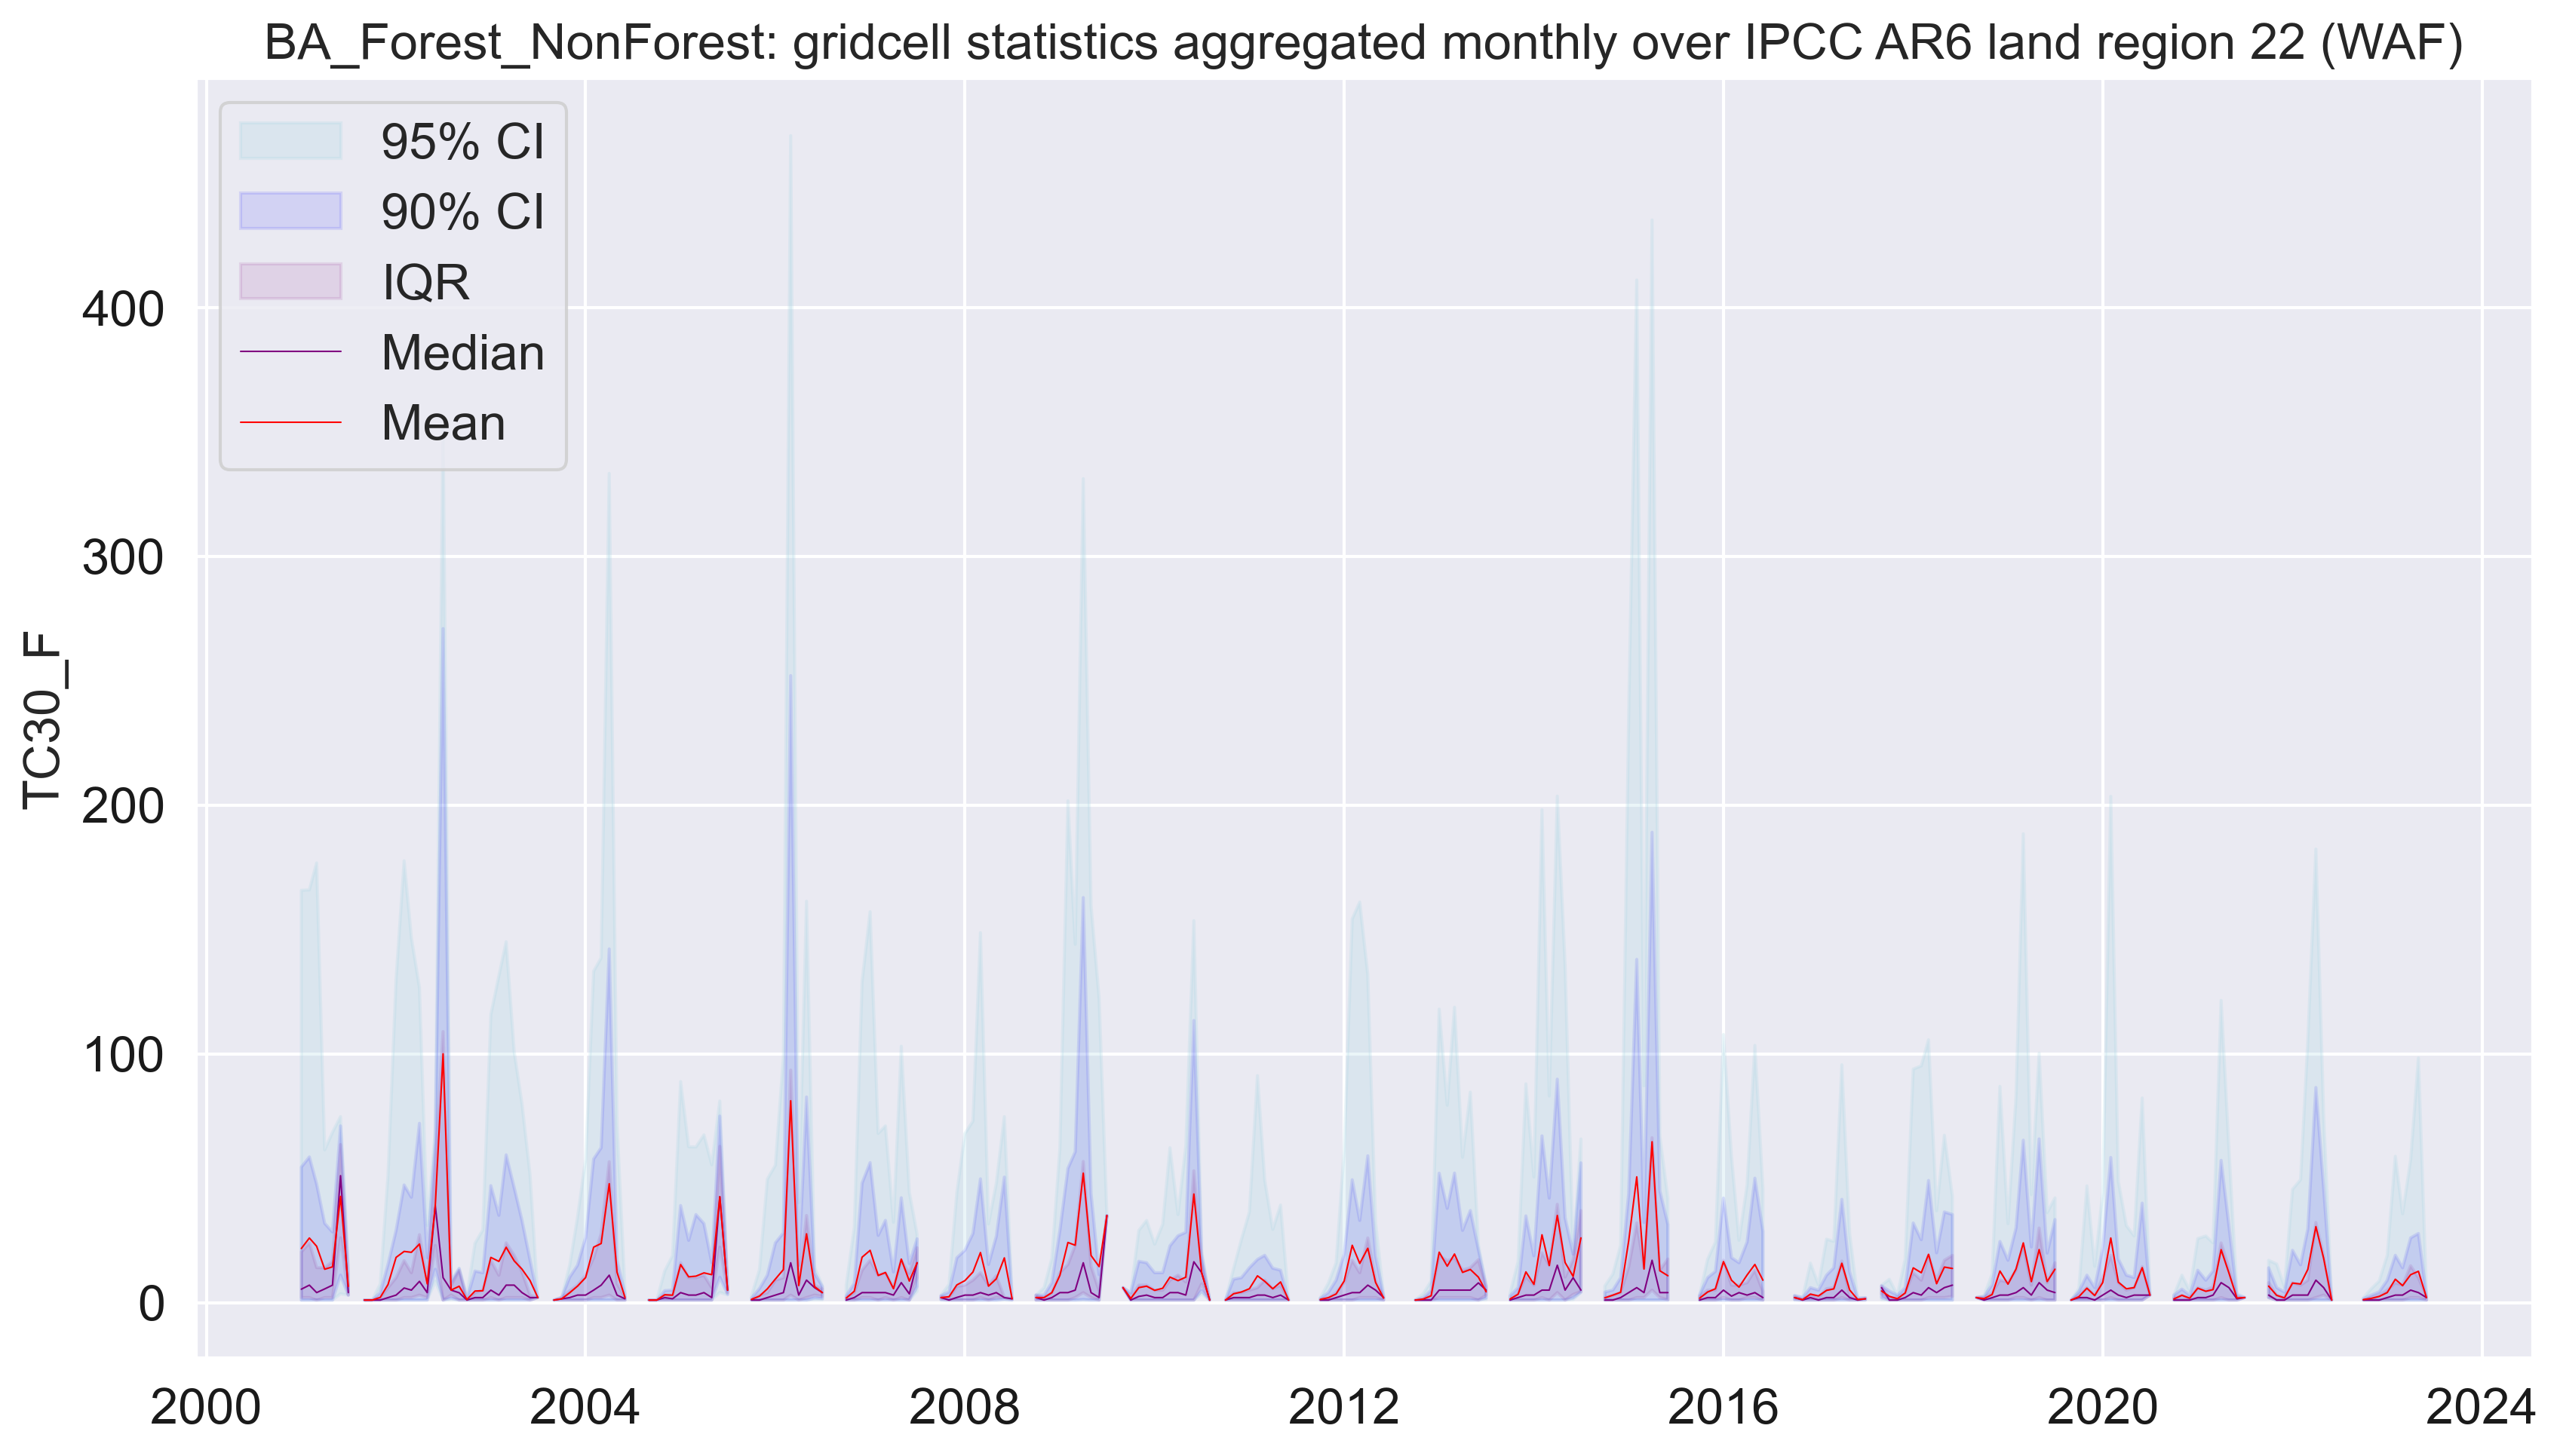 BA_Forest_NonForest: gridcell statistics aggregated monthly over IPCC AR6 land region 22 (WAF)
95% CI
90% CI
IQR
Median
Mean
TC30_F
400
300
200
100
0
2000 2004 2008 2012 2016 2020 2024